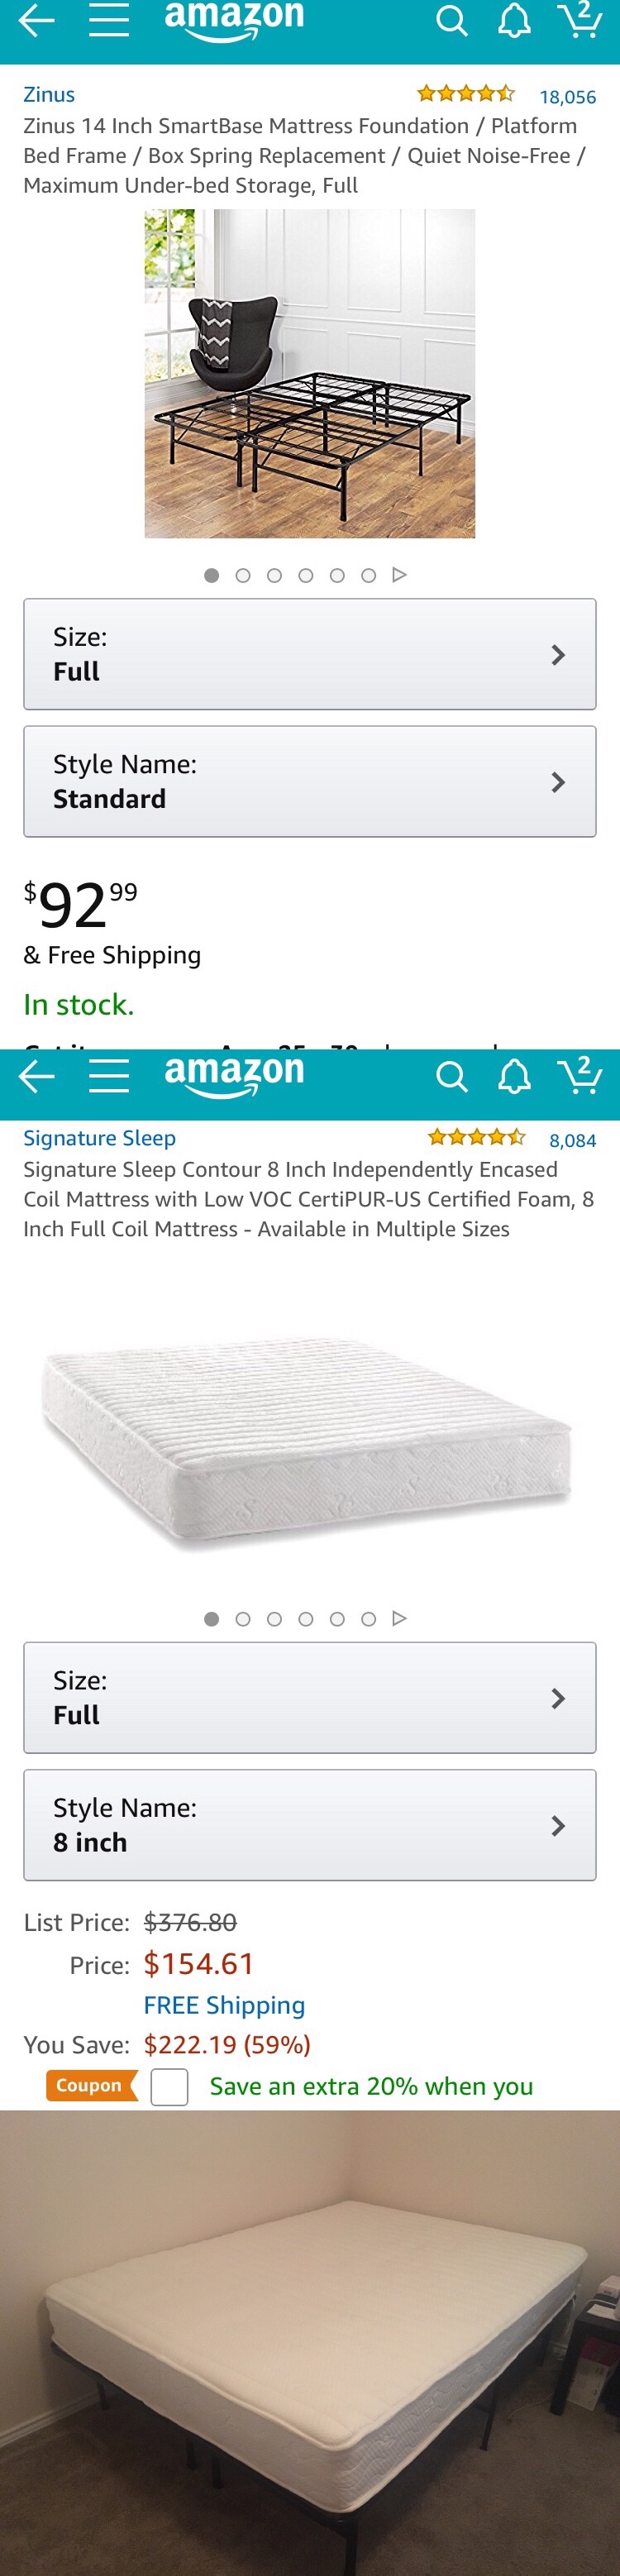 amazon
2
Zinus
18,056
Zinus 14 Inch SmartBase Mattress Foundation / Platform
Bed Frame / Box Spring Replacement / Quiet Noise-Free /
Maximum Under-bed Storage, Full
Size:
Full
Style Name:
Standard
$92 99
& Free Shipping
In stock.
amazon
2
Signature Sleep
8,084
Signature Sleep Contour 8 Inch Independently Encased
Coil Mattress with Low VOC CertiPUR-US Certified Foam, 8
Inch Full Coil Mattress - Available in Multiple Sizes
Size:
Full
Style Name:
8 inch
List Price: $376.80
Price: $154.61
FREE Shipping
You Save: $222.19 (59%)
Coupon Save an extra 20% when you